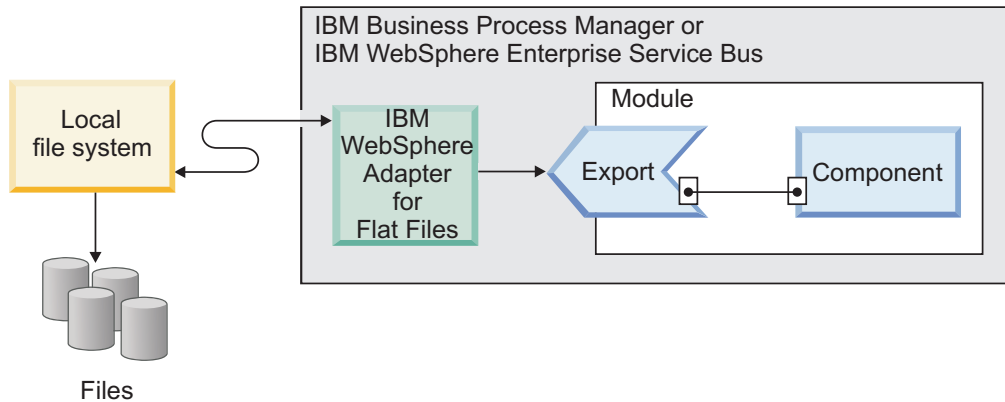 IBM Business Process Manager or
IBM WebSphere Enterprise Service Bus
Local
file system
IBM
WebSphere
Adapter
for
Flat Files
Module
Export
Component
Files